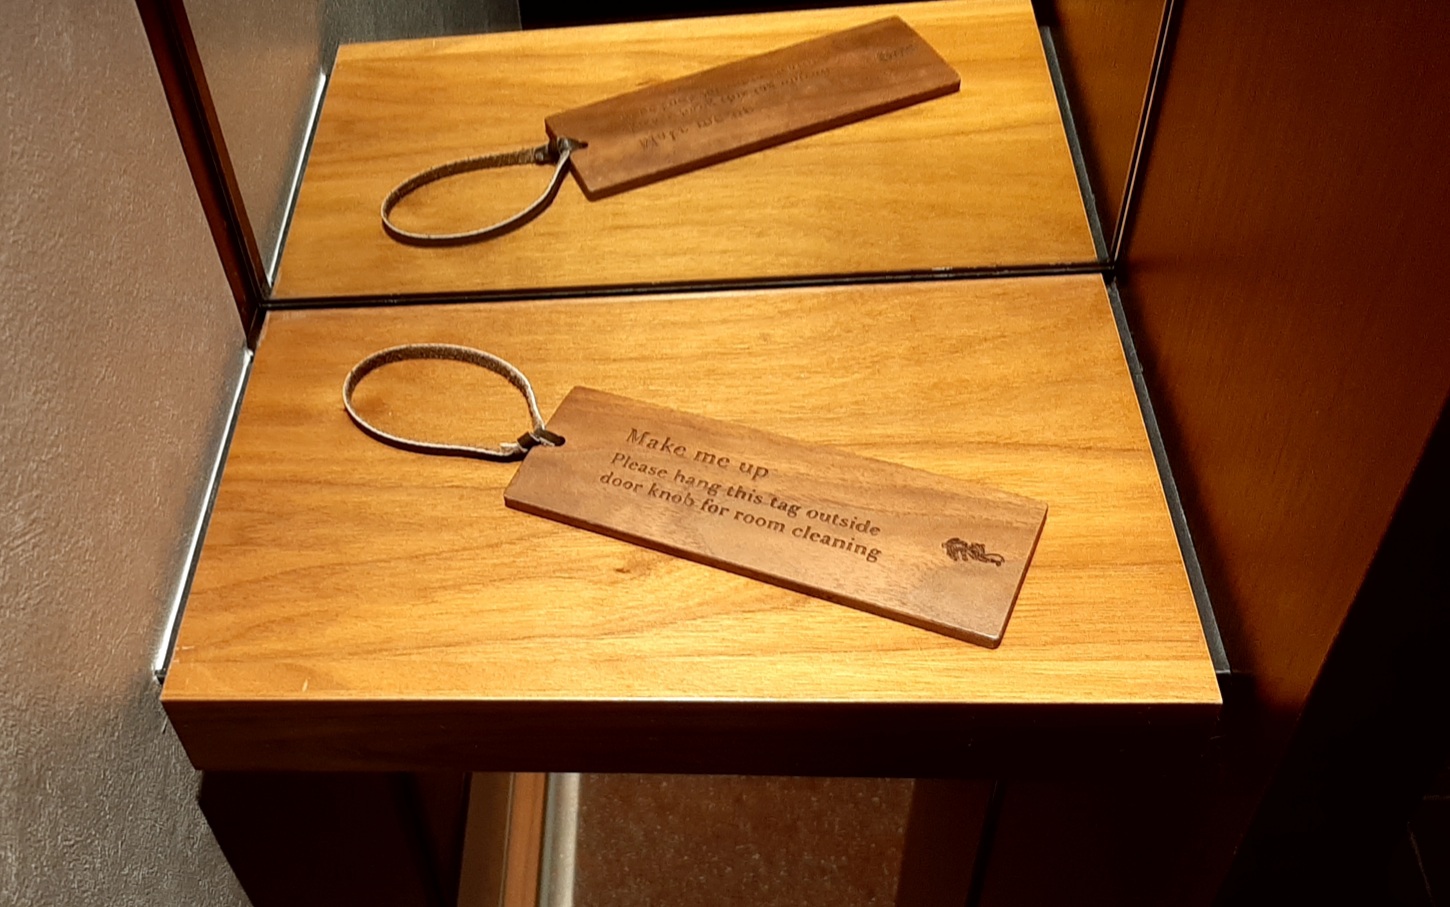 Make me up
Please hang this tag outside
door knob for room cleaning